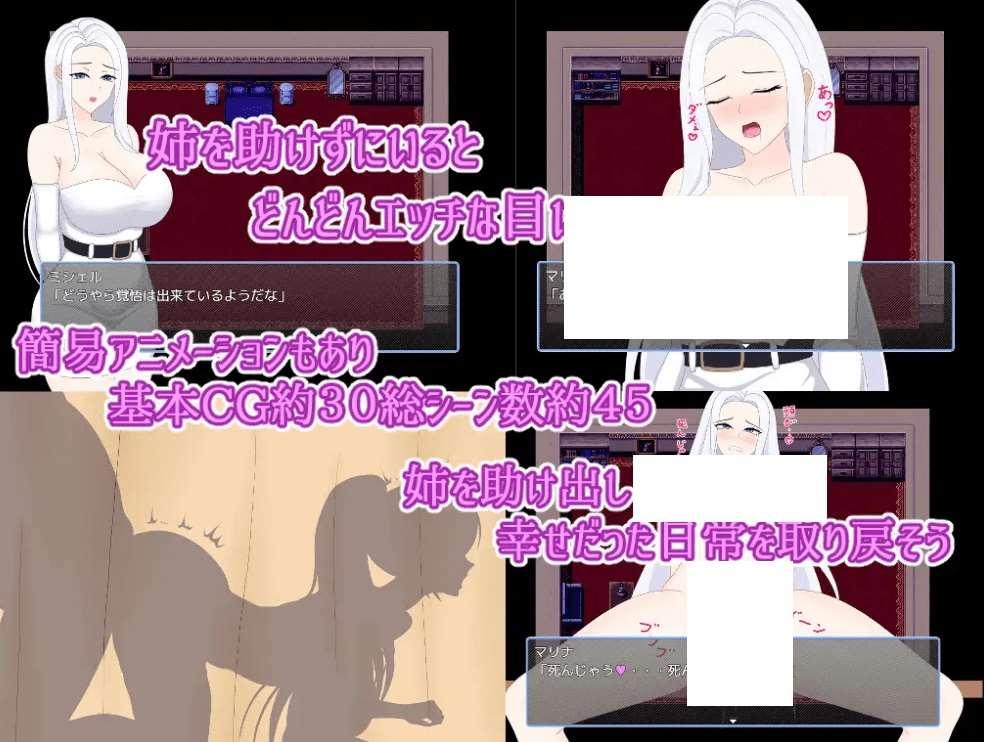 姉を助けずにいると
どんどんエッチな目に
ミシェル
「どうやら覚悟は出来ているようだな」
あっ♡
ダメぇ♡
マリ
「あ
簡易アニメーションもあり
基本CG約30総シーン数約45
姉を助け出し
幸せだった日常を取り戻そう
マリナ
「死んじゃう♥・・・死ん